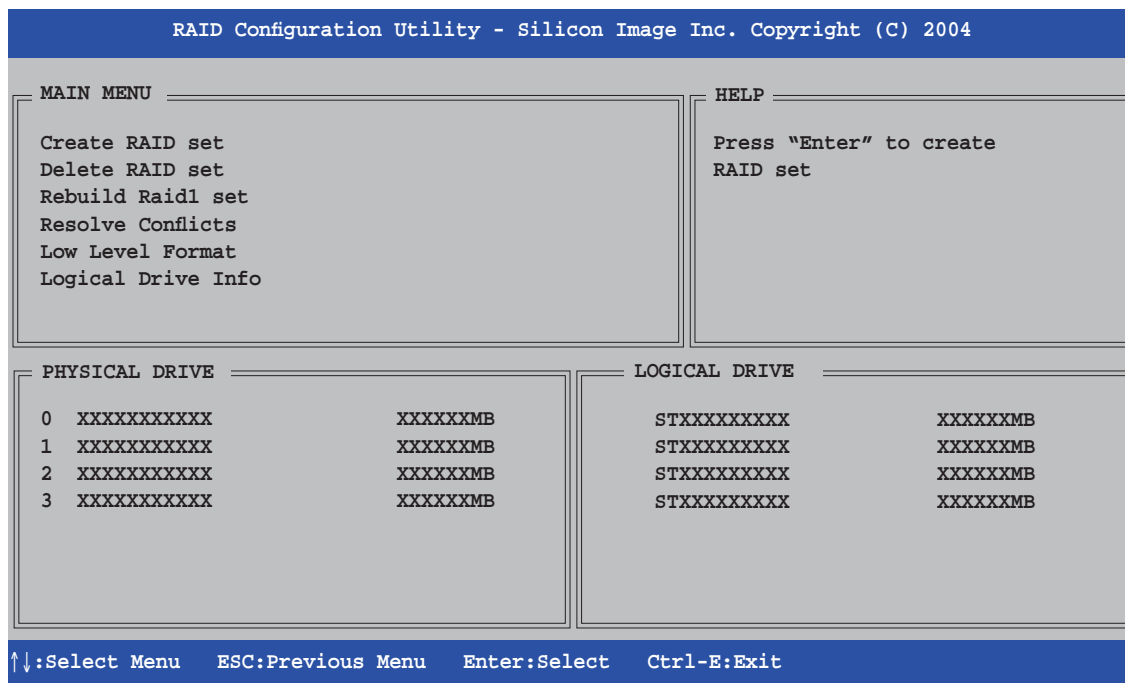 RAID Configuration Utility - Silicon Image Inc. Copyright (C) 2004
MAIN MENU
Create RAID set
Delete RAID set
Rebuild Raid1 set
Resolve Conflicts
Low Level Format
Logical Drive Info
HELP
Press “Enter” to create
RAID set
PHYSICAL DRIVE
0 XXXXXXXXXXX XXXXXXMB
1 XXXXXXXXXXX XXXXXXMB
2 XXXXXXXXXXX XXXXXXMB
3 XXXXXXXXXXX XXXXXXMB
LOGICAL DRIVE
STXXXXXXXXX XXXXXXMB
STXXXXXXXXX XXXXXXMB
STXXXXXXXXX XXXXXXMB
STXXXXXXXXX XXXXXXMB
↑↓:Select Menu ESC:Previous Menu Enter:Select Ctrl-E:Exit